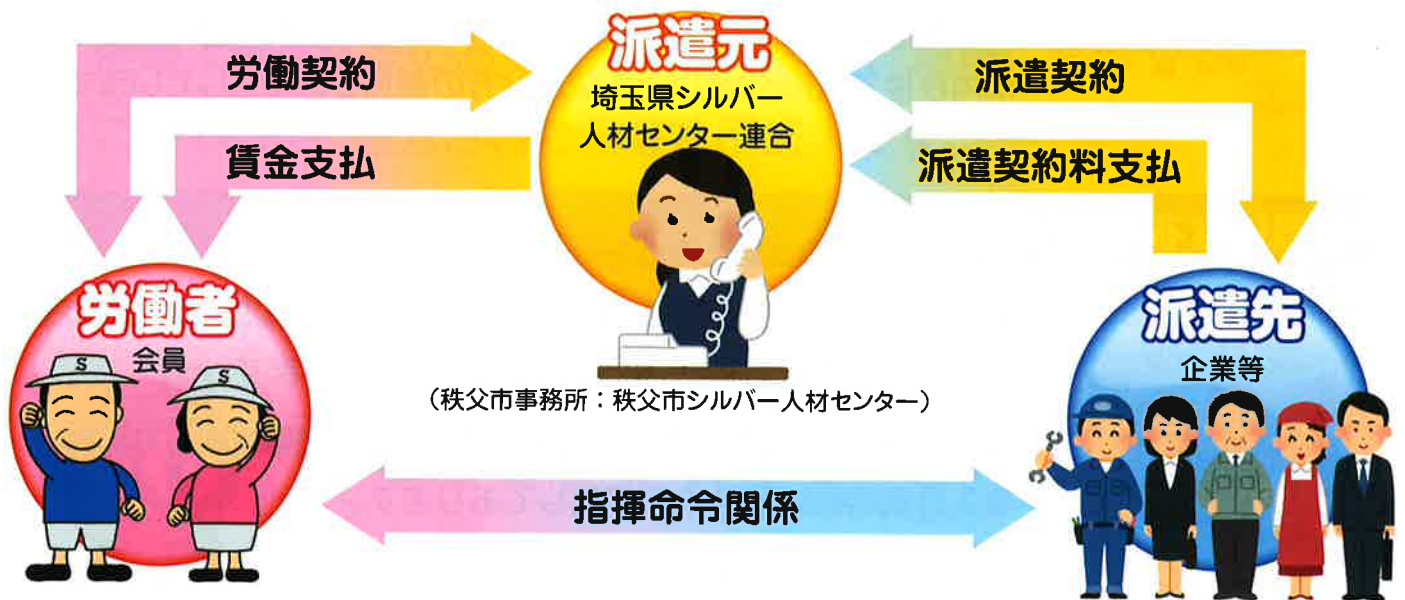 派遣元
埼玉県シルバー
人材センター連合
労働契約
賃金支払
派遣契約
派遣契約料支払
労働者
会員
S
S
派遣先
企業等
（秩父市事務所：秩父市シルバー人材センター）
指揮命令関係